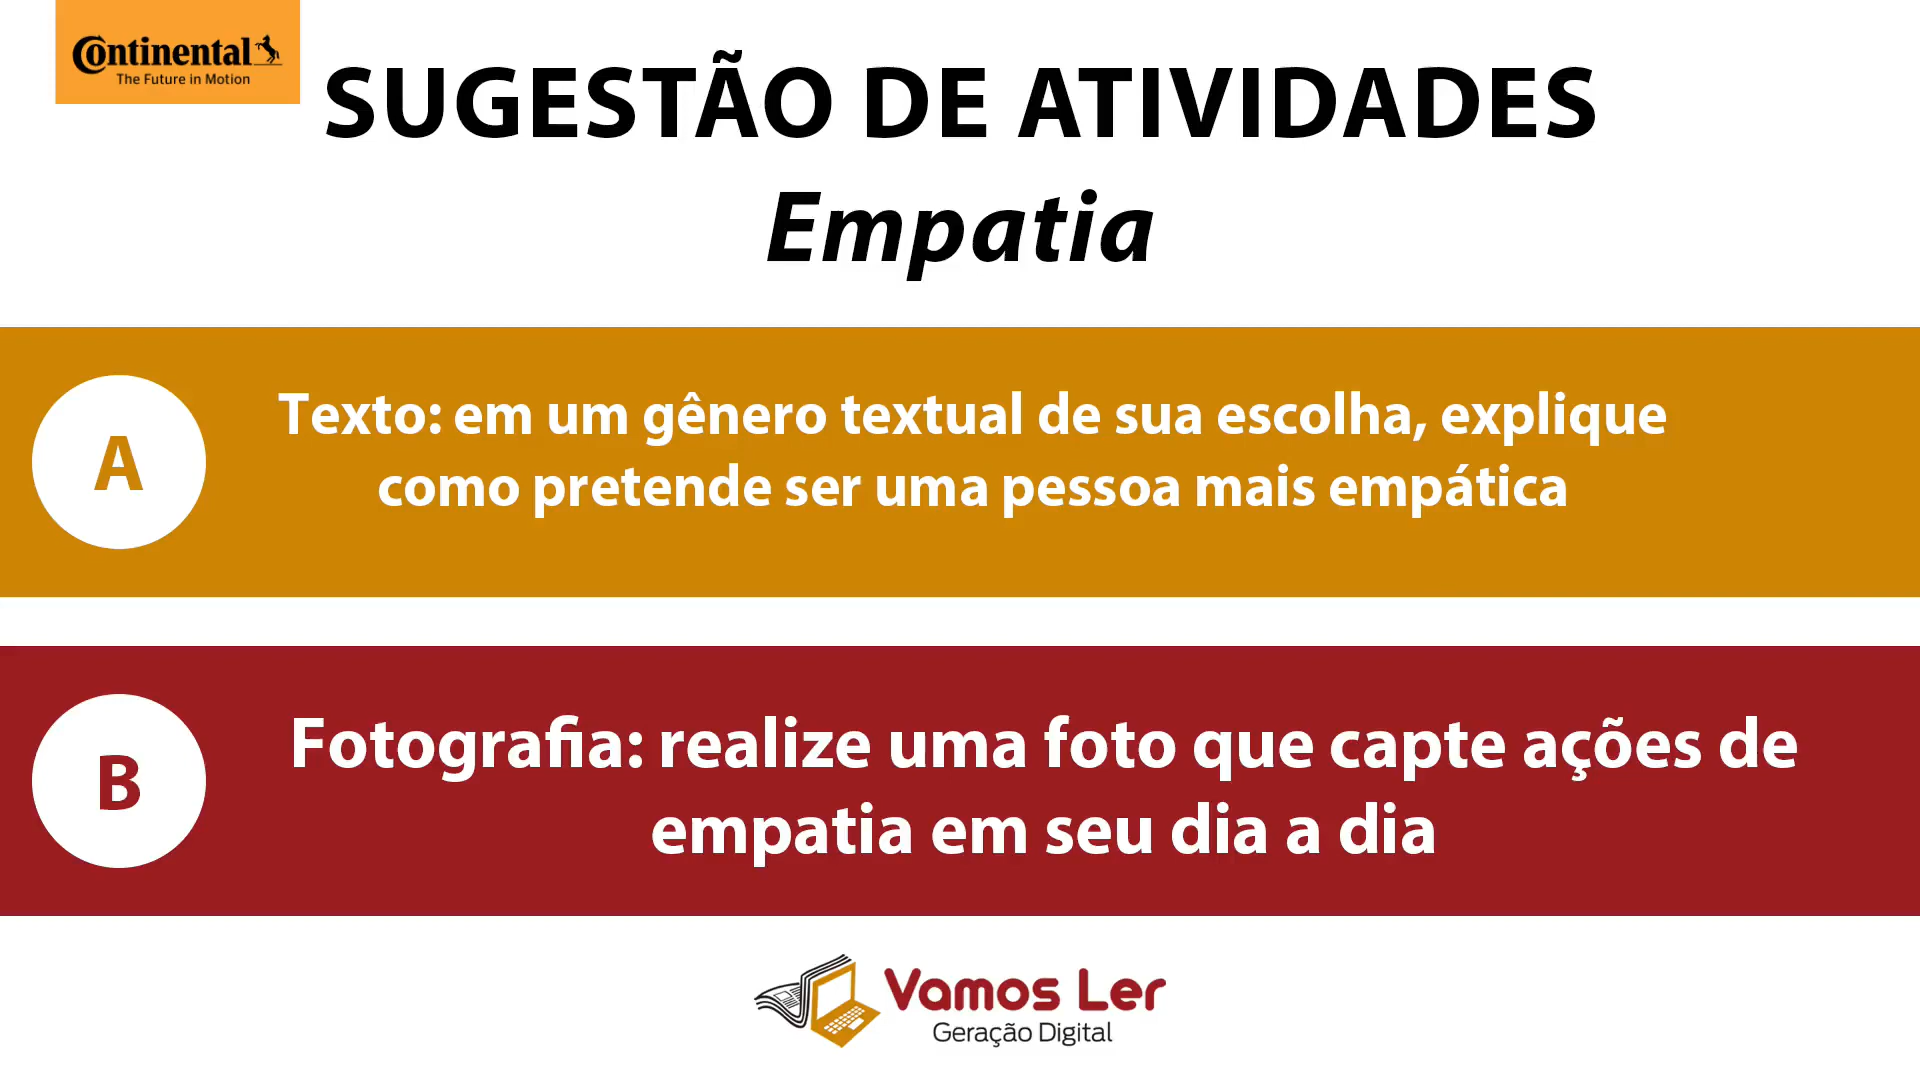 Continental
The Future in Motion
SUGESTÃO DE ATIVIDADES
Empatia
A
Texto: em um gênero textual de sua escolha, explique
como pretende ser uma pessoa mais empática
B
Fotografia: realize uma foto que capte ações de
empatia em seu dia a dia
Vamos Ler
Geração Digital